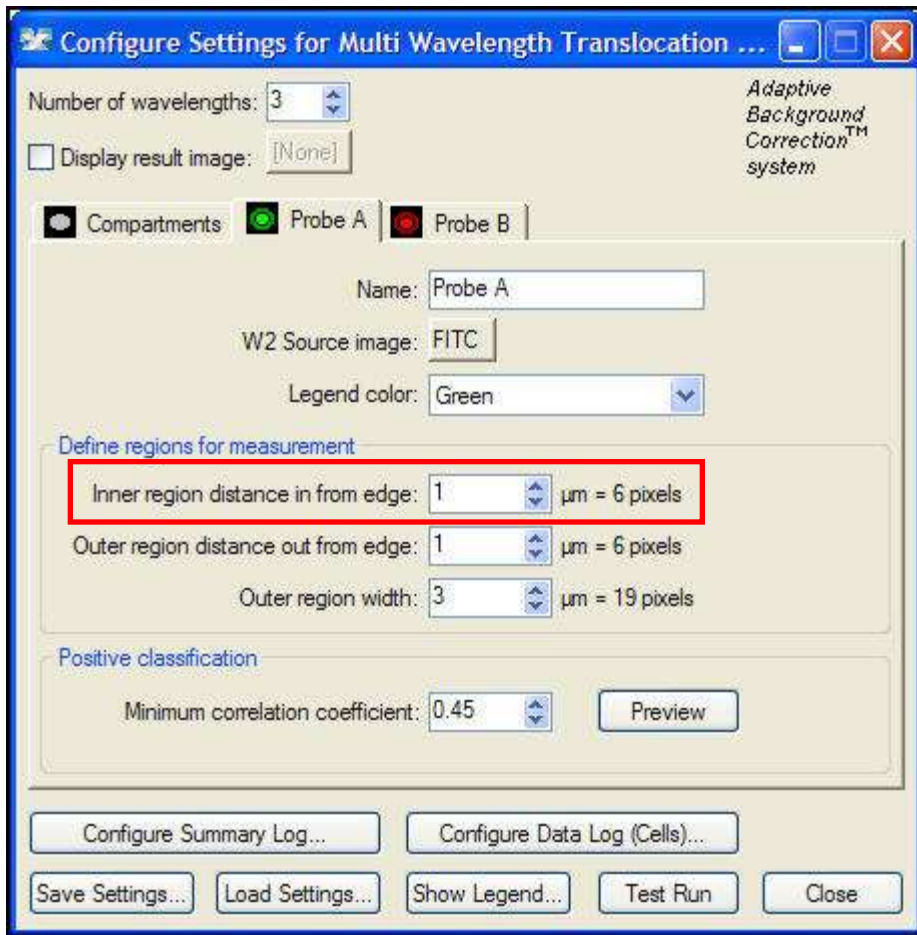 Configure Settings for Multi Wavelength Translocation ...
Number of wavelengths: 3
Adaptive
Background
Correction™
system
Display result image: [None]
Compartments Probe A Probe B
Name: Probe A
W2 Source image: FITC
Legend color: Green
Define regions for measurement
Inner region distance in from edge: 1 µm = 6 pixels
Outer region distance out from edge: 1 µm = 6 pixels
Outer region width: 3 µm = 19 pixels
Positive classification
Minimum correlation coefficient: 0.45 Preview
Configure Summary Log... Configure Data Log (Cells)...
Save Settings... Load Settings... Show Legend... Test Run Close